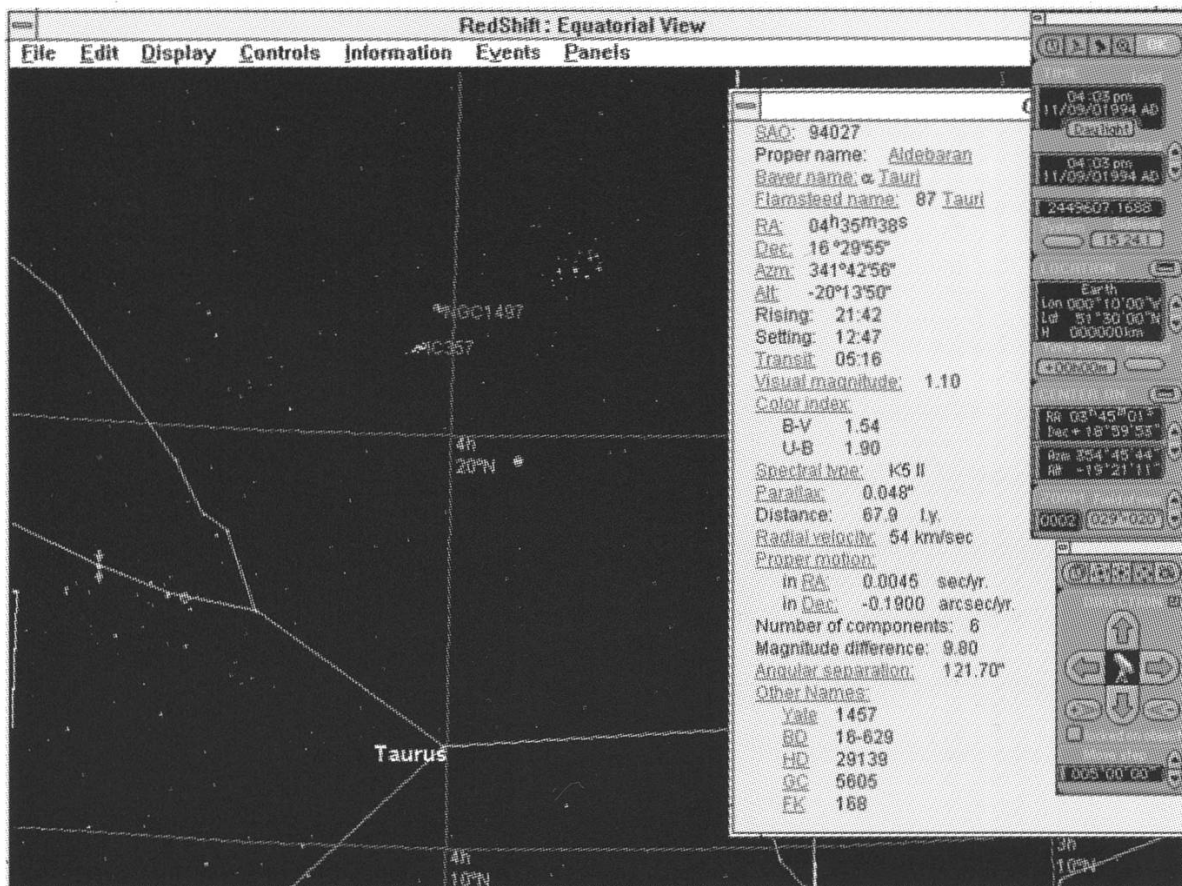 RedShift: Equatorial View
File Edit Display Controls Information Events Panels
NGC1497
IC357
4h
20°N
Taurus
4h
10°N
3h
10°N
SAO: 94027
Proper name: Aldebaran
Bayer name: α Tauri
Flamsteed name: 87 Tauri
RA: 04h35m38s
Dec: 16°29'55"
Azm: 341°42'56"
Alt: -20°13'50"
Rising: 21:42
Setting: 12:47
Transit: 05:16
Visual magnitude: 1.10
Color index:
B-V 1.54
U-B 1.90
Spectral type: K5 II
Parallax: 0.048"
Distance: 67.9 l.y.
Radial velocity: 54 km/sec
Proper motion:
in RA: 0.0045 sec/yr.
in Dec: -0.1900 arcsec/yr.
Number of components: 6
Magnitude difference: 9.80
Angular separation: 121.70"
Other Names:
Yale 1457
BD 16-629
HD 29139
GC 5605
FK 168
TIME
04:03 pm
11/09/01994 AD
Daylight
04:03 pm
11/09/01994 AD
2449607.1688
15.241
LOCATION
Earth
Lon 000°10'00"W
Lat 51°30'00"N
H 000000km
+00h00m
RA 03h45m01s
Dec+18°59'53"
Azm 354°45'44"
Alt -19°21'11"
0002
029°-020
005°00'00"